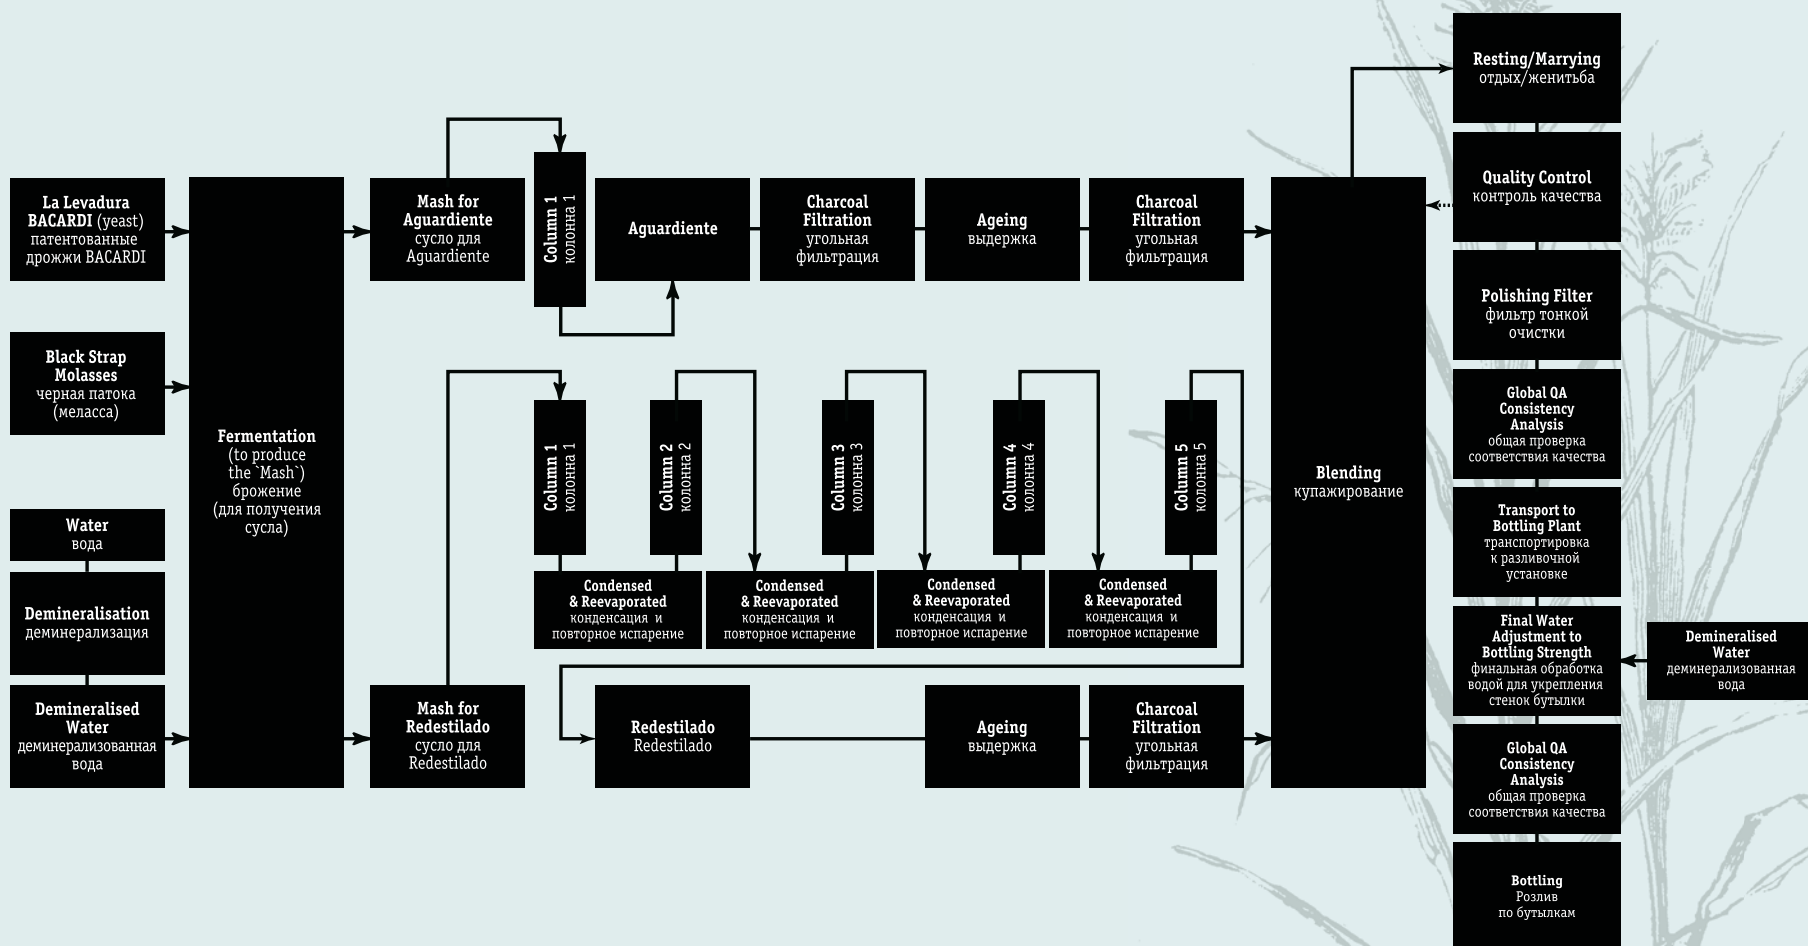 La Levadura
BACARDI (yeast)
патентованные
дрожжи BACARDI
Black Strap
Molasses
черная патока
(меласса)
Water
вода
Demineralisation
деминерализация
Demineralised
Water
деминерализованная
вода
Fermentation
(to produce
the `Mash`)
брожение
(для получения
сусла)
Mash for
Aguardiente
сусло для
Aguardiente
Column 1
колонна 1
Aguardiente
Charcoal
Filtration
угольная
фильтрация
Ageing
выдержка
Charcoal
Filtration
угольная
фильтрация
Mash for
Redestilado
сусло для
Redestilado
Column 1
колонна 1
Column 2
колонна 2
Column 3
колонна 3
Column 4
колонна 4
Column 5
колонна 5
Condensed
& Reevaporated
конденсация и
повторное испарение
Condensed
& Reevaporated
конденсация и
повторное испарение
Condensed
& Reevaporated
конденсация и
повторное испарение
Condensed
& Reevaporated
конденсация и
повторное испарение
Redestilado
Redestilado
Ageing
выдержка
Charcoal
Filtration
угольная
фильтрация
Blending
купажирование
Resting/Marrying
отдых/женитьба
Quality Control
контроль качества
Polishing Filter
фильтр тонкой
очистки
Global QA
Consistency
Analysis
общая проверка
соответствия качества
Transport to
Bottling Plant
транспортировка
к разливочной
установке
Final Water
Adjustment to
Bottling Strength
финальная обработка
водой для укрепления
стенок бутылки
Demineralised
Water
деминерализованная
вода
Global QA
Consistency
Analysis
общая проверка
соответствия качества
Bottling
Розлив
по бутылкам